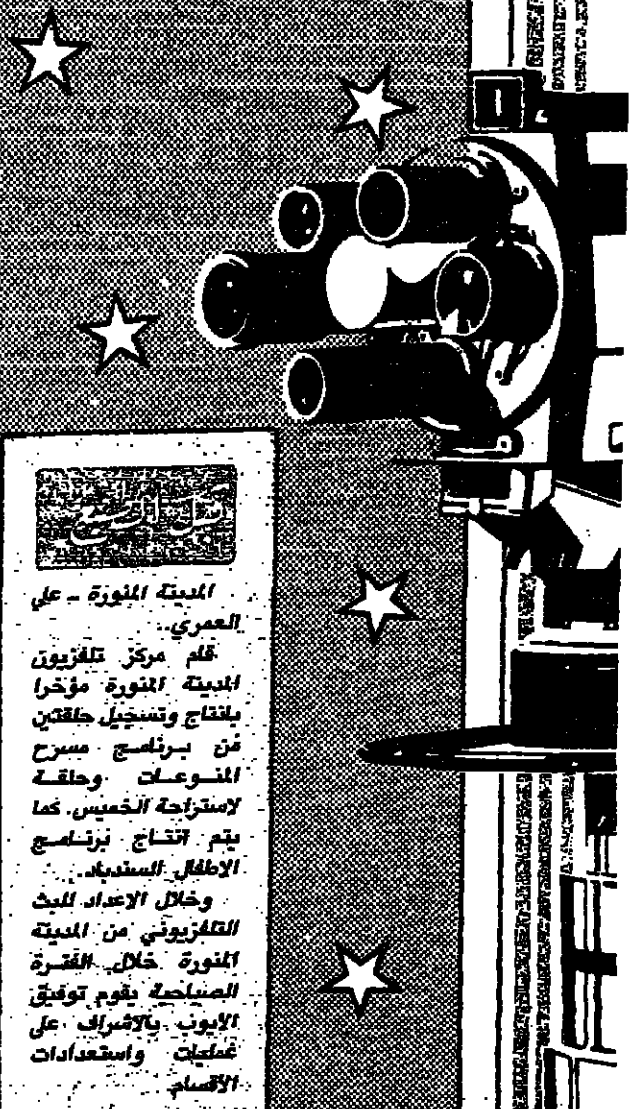 المدينة المنورة - علي
العمري..
قام مركز تلفزيون
المدينة المنورة مؤخرا
بانتاج وتسجيل حلقتين
من برنامج مسرح
المنوعات وحلقة
لاستراحة الخميس. كما
يتم انتاج برنامج
الاطفال السندباد.
وخلال الاعداد للبث
التلفزيوني من المدينة
المنورة خلال الفترة
الصباحية يقوم توفيق
الايوب بالاشراف على
عمليات واستعدادات
الأقسام.